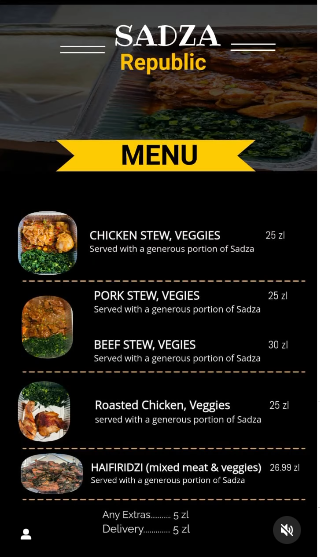 SADZA
Republic
MENU
CHICKEN STEW, VEGGIES 25 zl
Served with a generous portion of Sadza
PORK STEW, VEGIES 25 zl
Served with a generous portion of Sadza
BEEF STEW, VEGIES 30 zl
Served with a generous portion of Sadza
Roasted Chicken, Veggies 25 zl
served with a generous portion of Sadza
HAIFIRIDZI (mixed meat & veggies) 26.99 zl
Served with a generous portion of Sadza
Any Extras......... 5 zl
Delivery............ 5 zl